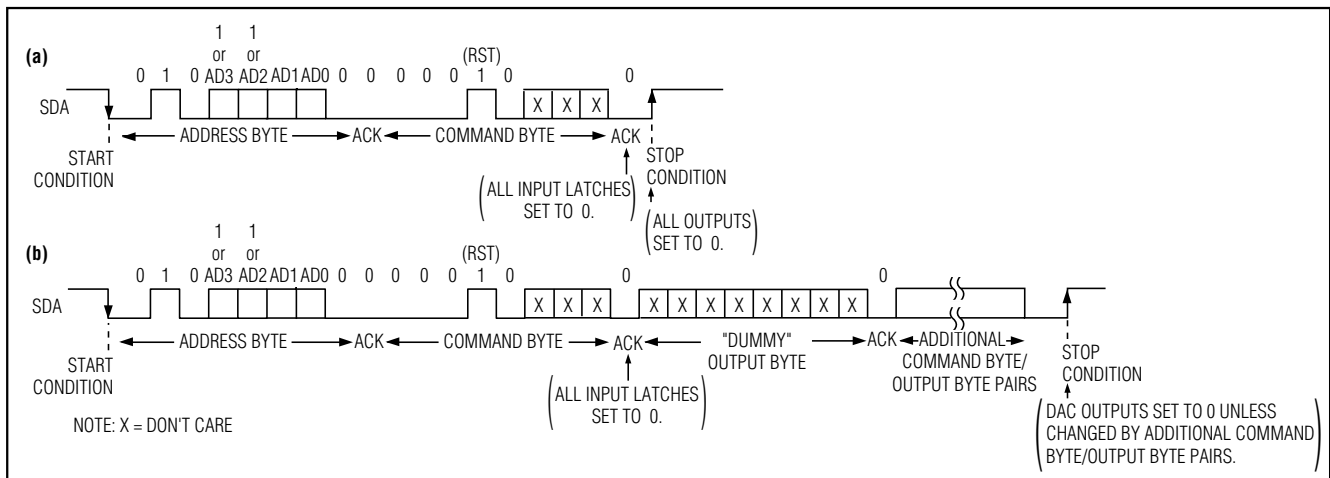 (a)
1 1
or or
0 1 0 AD3 AD2 AD1 AD0 0 0 0 0 0 (RST) 1 0 0
SDA
X X X
ADDRESS BYTE ACK COMMAND BYTE ACK
START
CONDITION
STOP
CONDITION
(ALL INPUT LATCHES
SET TO 0.)
(ALL OUTPUTS
SET TO 0.)
(b)
1 1
or or
0 1 0 AD3 AD2 AD1 AD0 0 0 0 0 0 (RST) 1 0 0 0
SDA
X X X X X X X X X X X
ADDRESS BYTE ACK COMMAND BYTE ACK "DUMMY"
OUTPUT BYTE ACK ADDITIONAL
COMMAND BYTE/
OUTPUT BYTE PAIRS
START
CONDITION
STOP
CONDITION
(ALL INPUT LATCHES
SET TO 0.)
(DAC OUTPUTS SET TO 0 UNLESS
CHANGED BY ADDITIONAL COMMAND
BYTE/OUTPUT BYTE PAIRS.)
NOTE: X = DON'T CARE